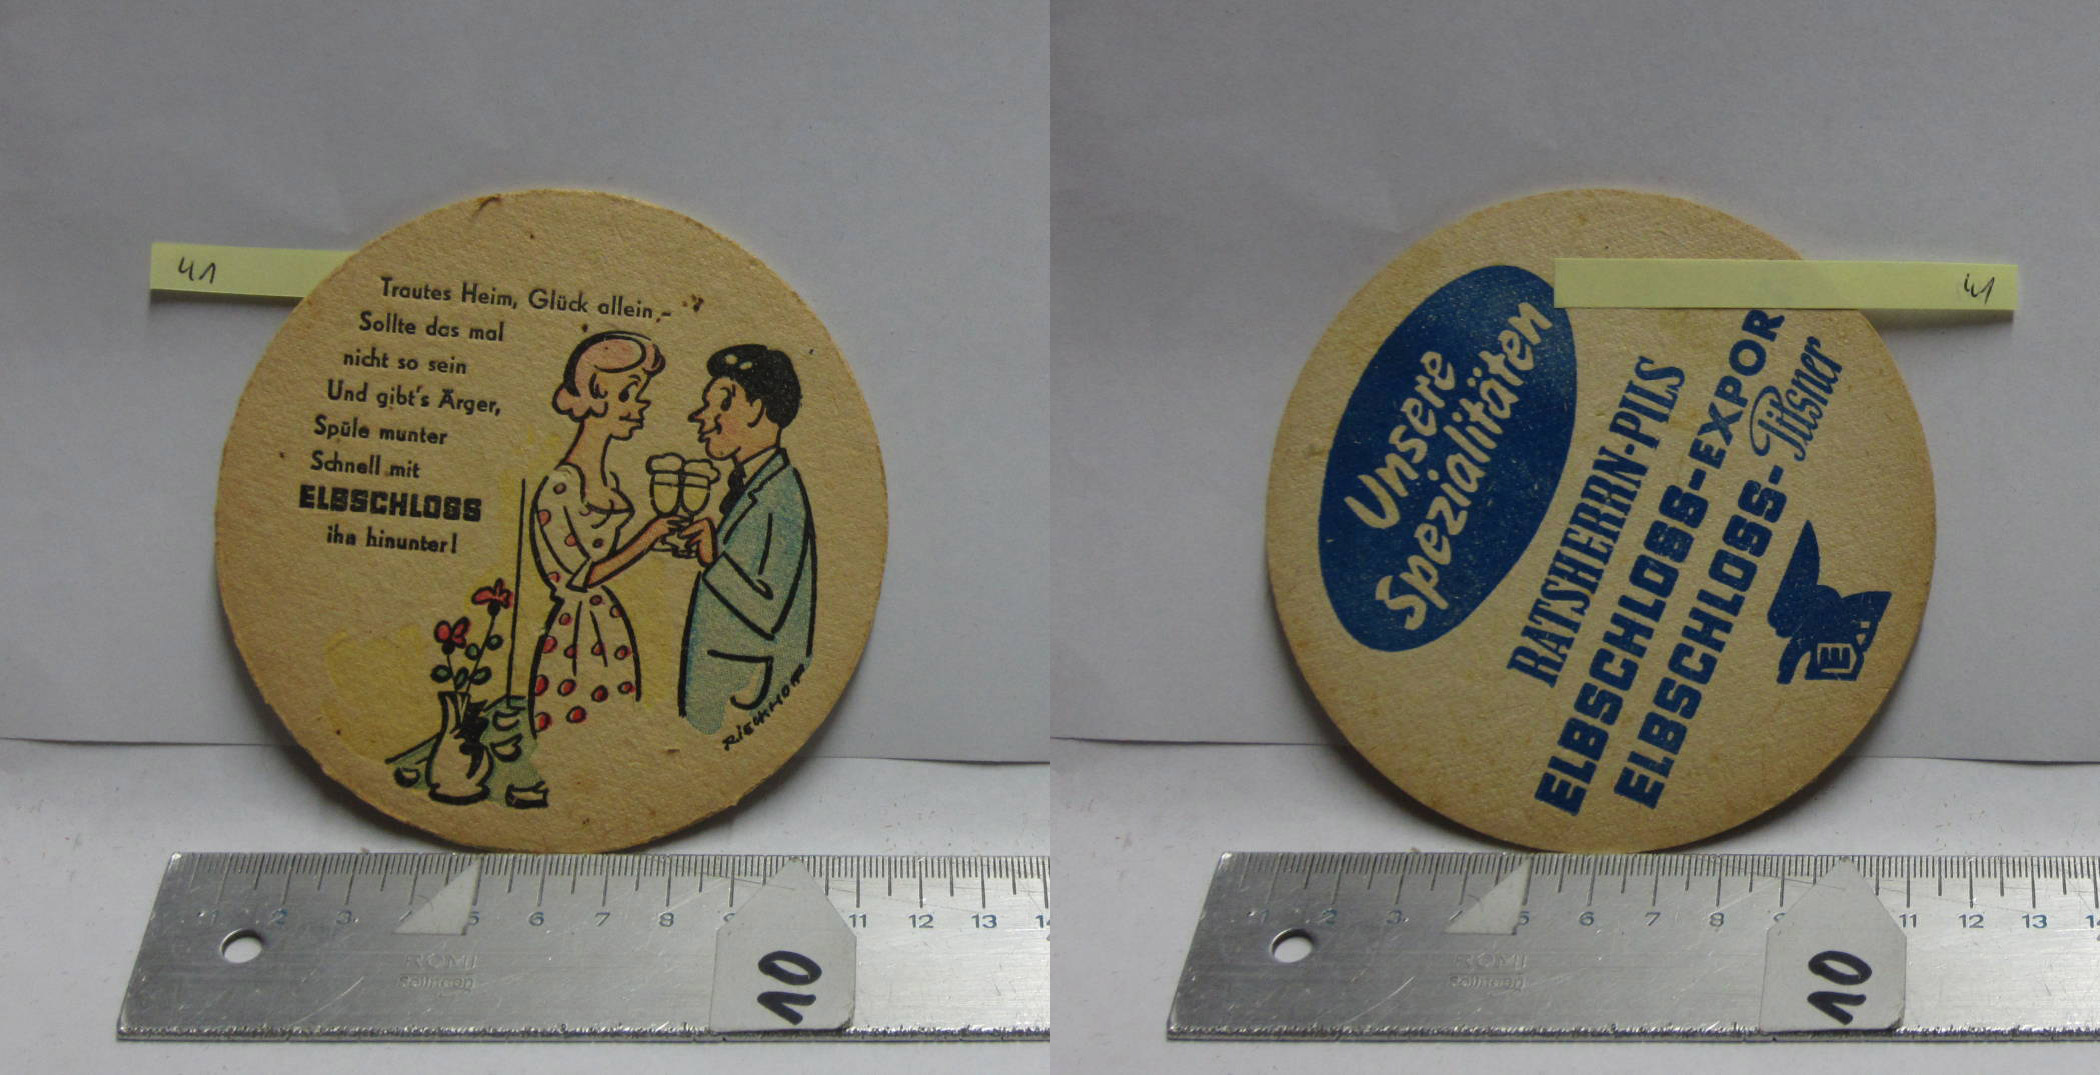 41
Trautes Heim, Glück allein,-
Sollte das mal
nicht so sein
Und gibt's Ärger,
Spüle munter
Schnell mit
ELBSCHLOSS
ihn hinunter!
RIECKHOFF
1 2 3 4 5 6 7 8 9 11 12 13 14
ROMI
10
41
Unsere
Spezialitäten
RATSHERRN-PILS
ELBSCHLOSS-EXPOR
ELBSCHLOSS-Pilsner
E
1 2 3 4 5 6 7 8 9 11 12 13 14
ROMI
10